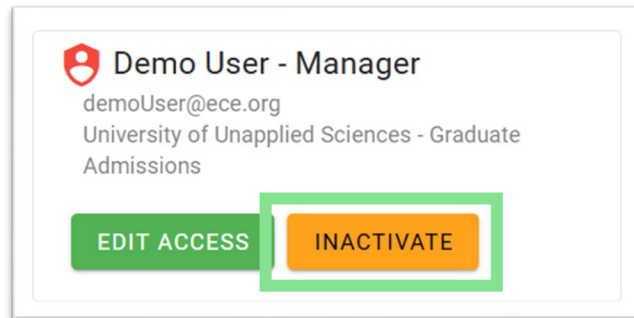 Demo User - Manager
demoUser@ece.org
University of Unapplied Sciences - Graduate
Admissions
EDIT ACCESS
INACTIVATE